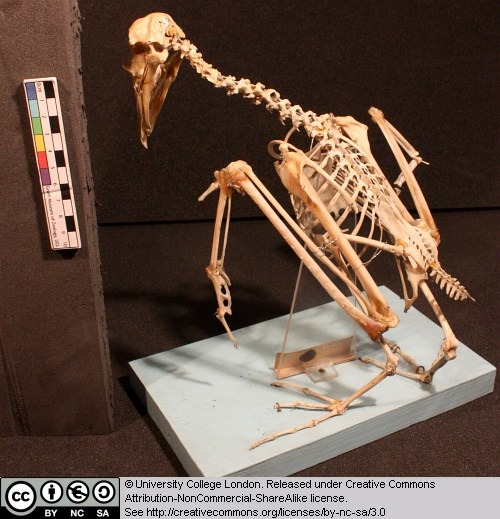 © University College London. Released under Creative Commons
Attribution-NonCommercial-ShareAlike license.
See http://creativecommons.org/licenses/by-nc-sa/3.0
cc
BY NC SA